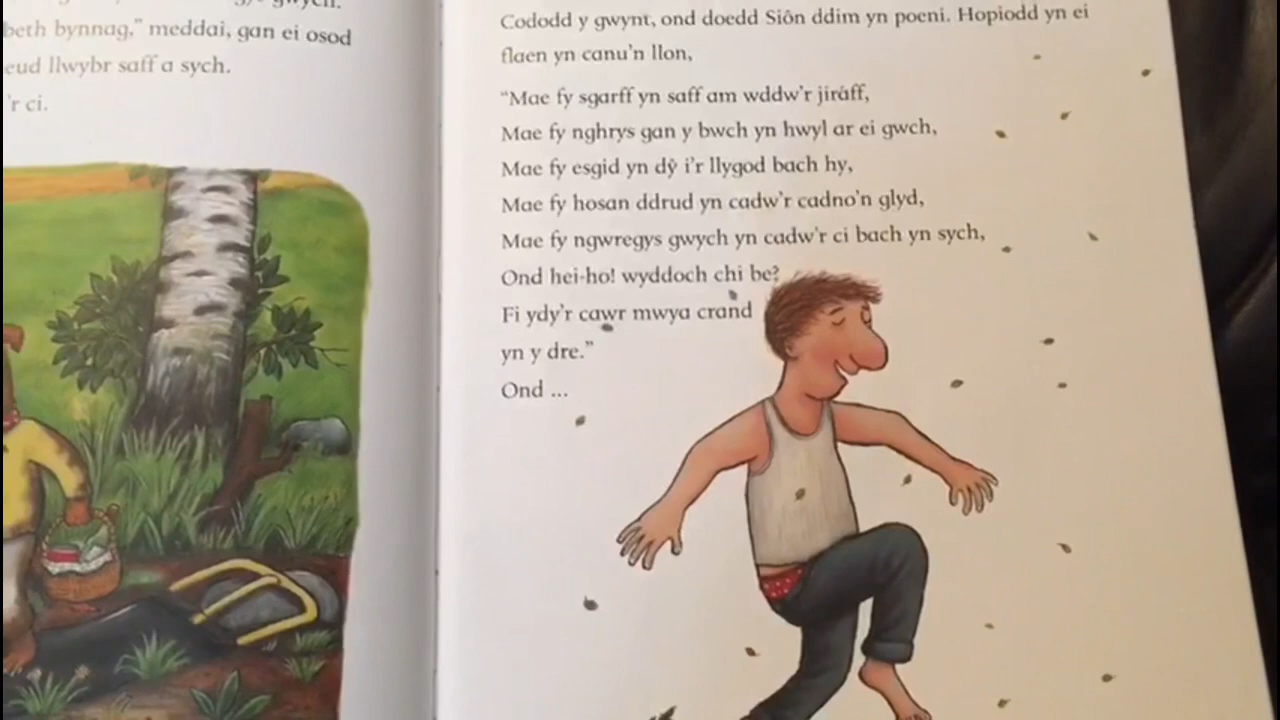 gwych.
beth bynnag,” meddai, gan ei osod
eud llwybr saff a sych.
'r ci.
Cododd y gwynt, ond doedd Siôn ddim yn poeni. Hopiodd yn ei
flaen yn canu'n llon,
“Mae fy sgarff yn saff am wddw'r jiráff,
Mae fy nghrys gan y bwch yn hwyl ar ei gwch,
Mae fy esgid yn dŷ i'r llygod bach hy,
Mae fy hosan ddrud yn cadw'r cadno'n glyd,
Mae fy ngwregys gwych yn cadw'r ci bach yn sych,
Ond hei-ho! wyddoch chi be?
Fi ydy'r cawr mwya crand
yn y dre.”
Ond ...